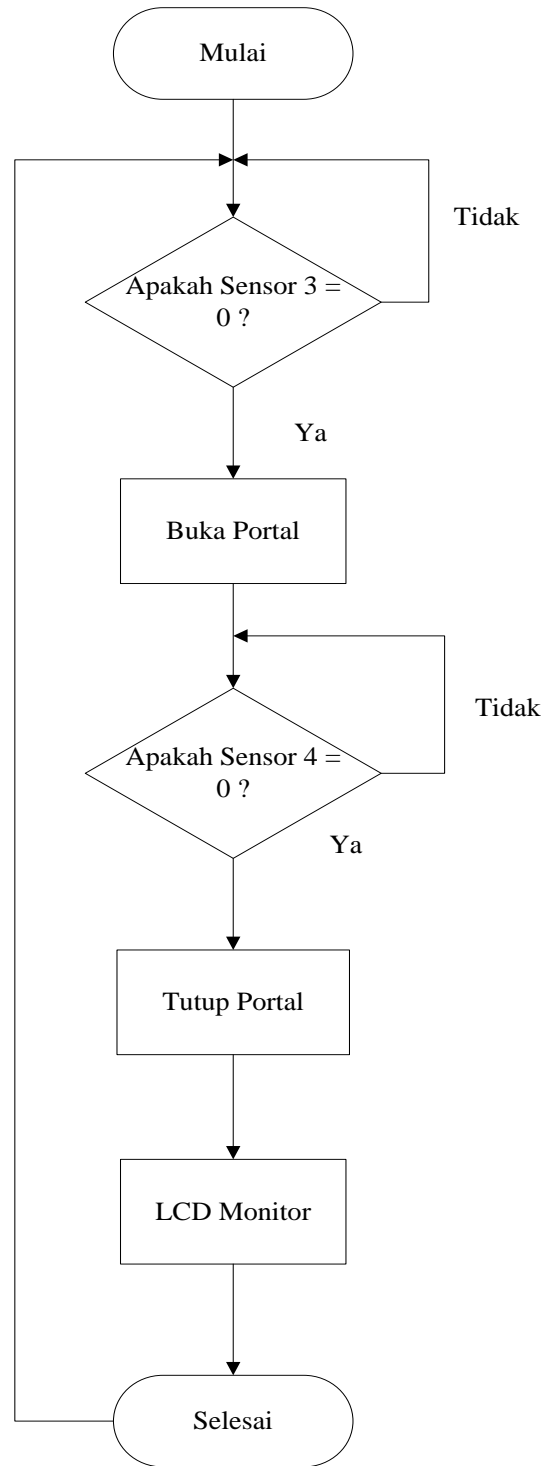 Mulai
Tidak
Apakah Sensor 3 =
0 ?
Ya
Buka Portal
Tidak
Apakah Sensor 4 =
0 ?
Ya
Tutup Portal
LCD Monitor
Selesai